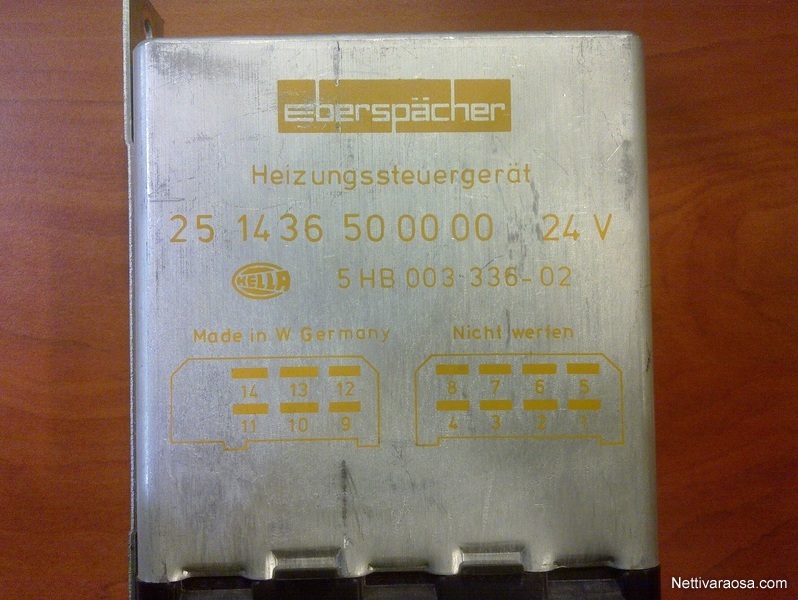 eberspächer
Heizungssteuergerät
25 1436 50 00 00 24 V
HELLA 5 HB 003 336-02
Made in W Germany Nicht werfen
14 13 12 8 7 6 5
11 10 9 4 3 2 1
Nettivaraosa.com